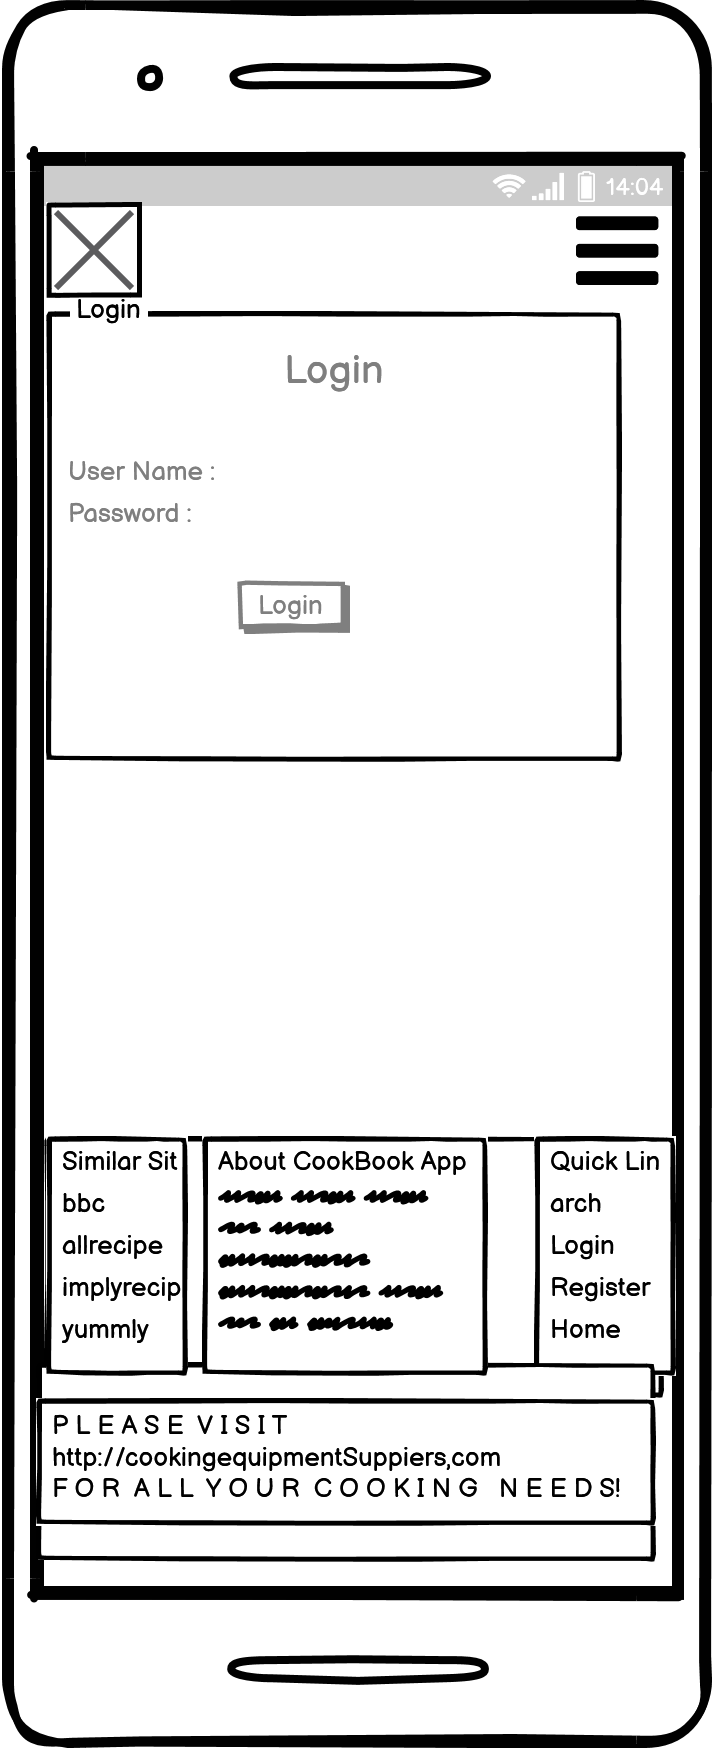 14:04
Login
Login
User Name :
Password :
Login
Similar Sit
bbc
allrecipe
implyrecip
yummly
About CookBook App
Quick Lin
arch
Login
Register
Home
PLEASE VISIT
http://cookingequipmentSuppiers,com
FOR ALL YOUR COOKING NEEDS!